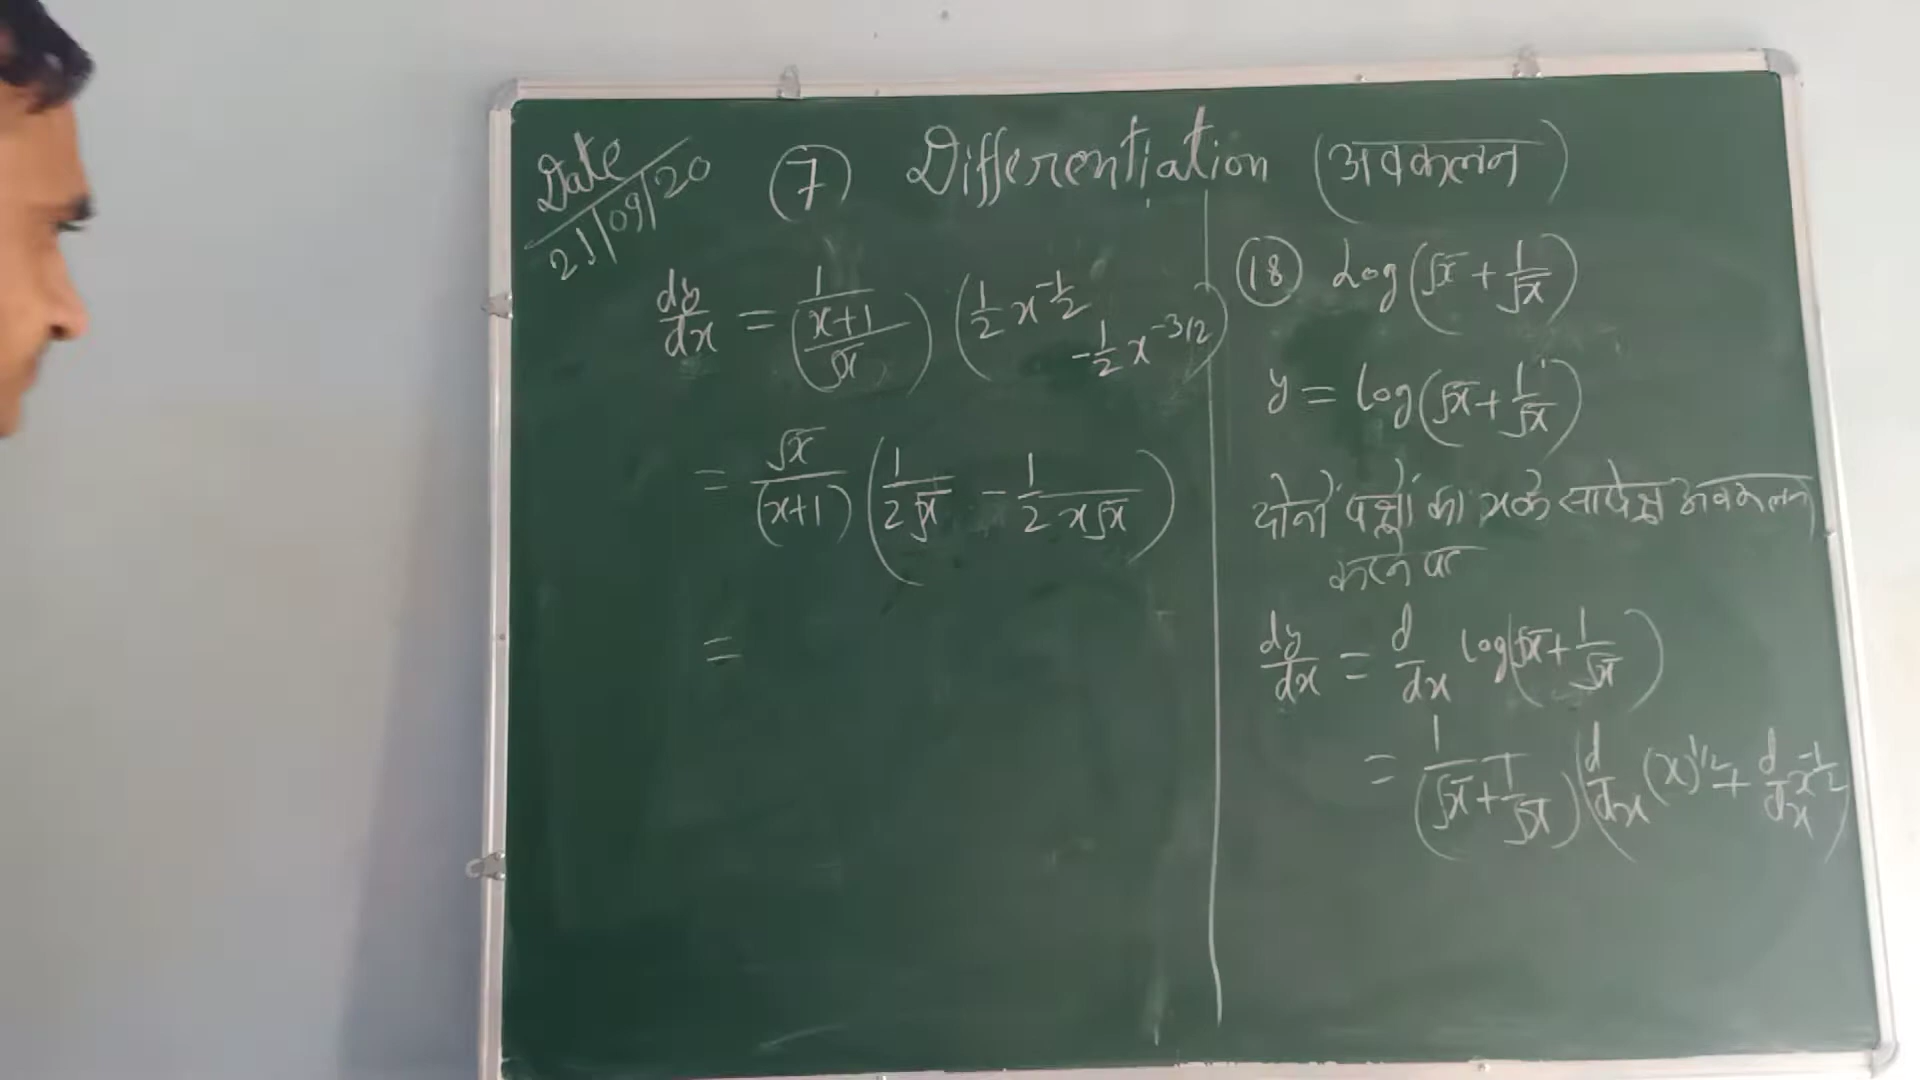 Date
21/09/20
(7) Differentiation (अवकलन)
(18) Log(√x + 1/√x)
y = log(√x + 1/√x)
दोनों पक्षों का x के सापेक्ष अवकलन
करने पर
dy/dx = d/dx log(√x + 1/√x)
= 1/(√x + 1/√x) (d/dx (x)^1/2 + d/dx x^-1/2)
dy/dx = 1/((x+1)/√x) (1/2 x^-1/2
- 1/2 x^-3/2)
= √x/(x+1) (1/2√x - 1/2x√x)
=